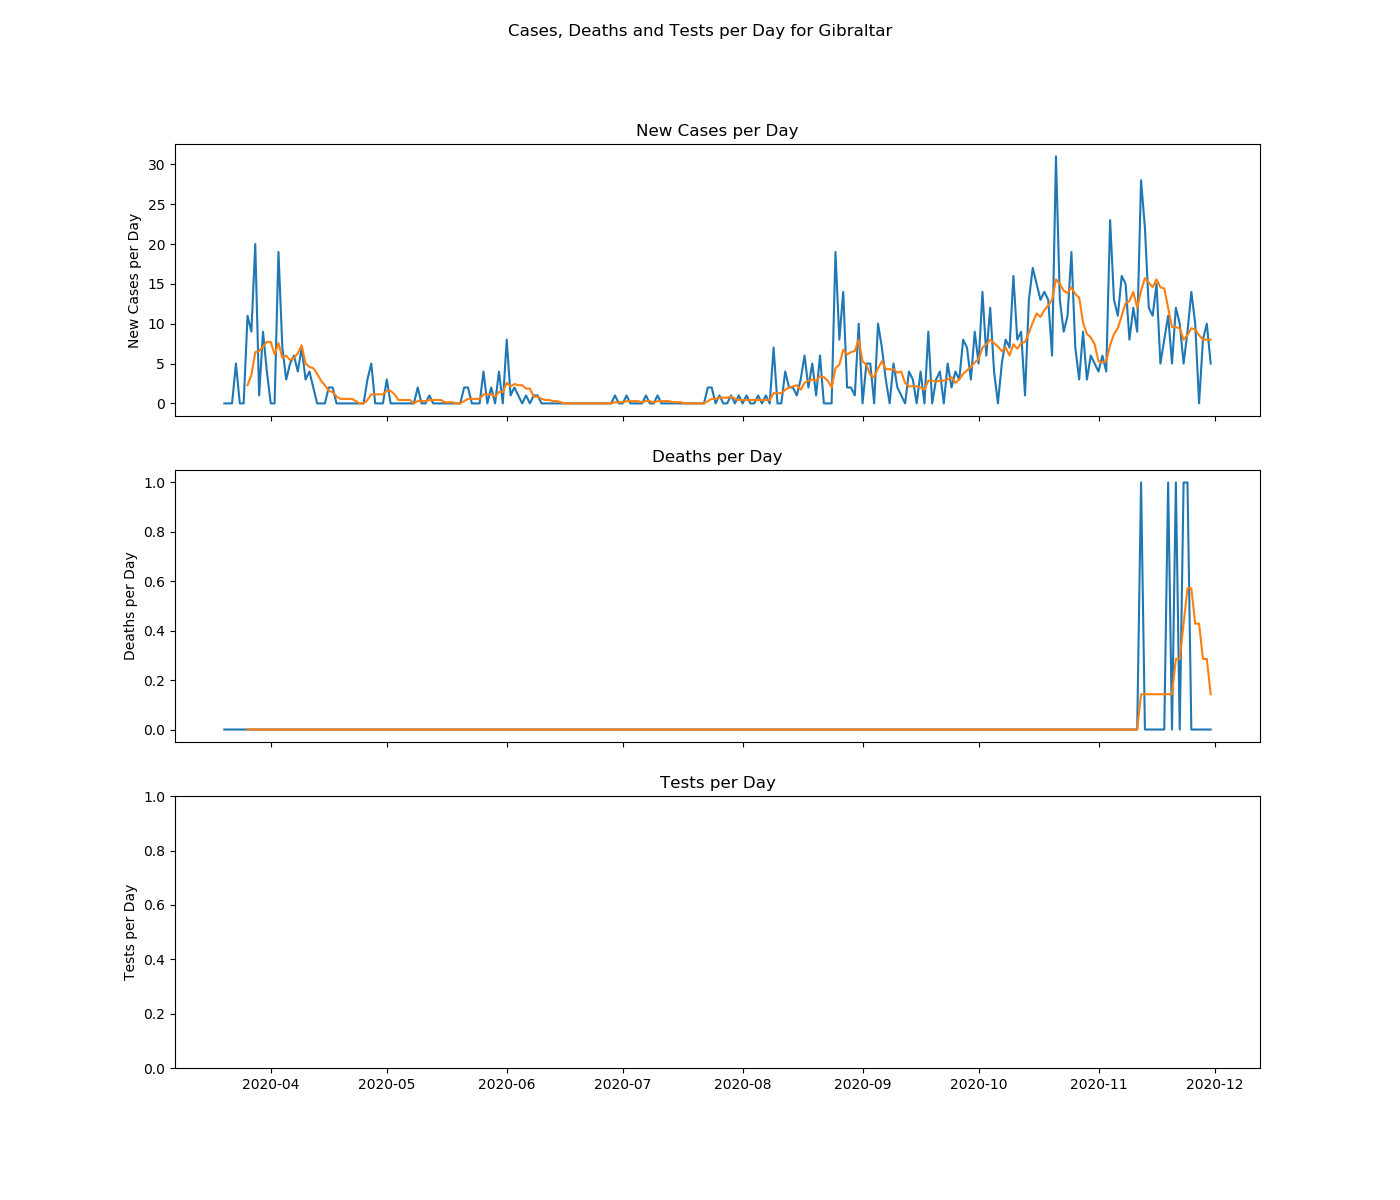 Cases, Deaths and Tests per Day for Gibraltar
New Cases per Day
30
25
20
15
10
5
0
New Cases per Day
Deaths per Day
1.0
0.8
0.6
0.4
0.2
0.0
Deaths per Day
Tests per Day
1.0
0.8
0.6
0.4
0.2
0.0
Tests per Day
2020-04 2020-05 2020-06 2020-07 2020-08 2020-09 2020-10 2020-11 2020-12